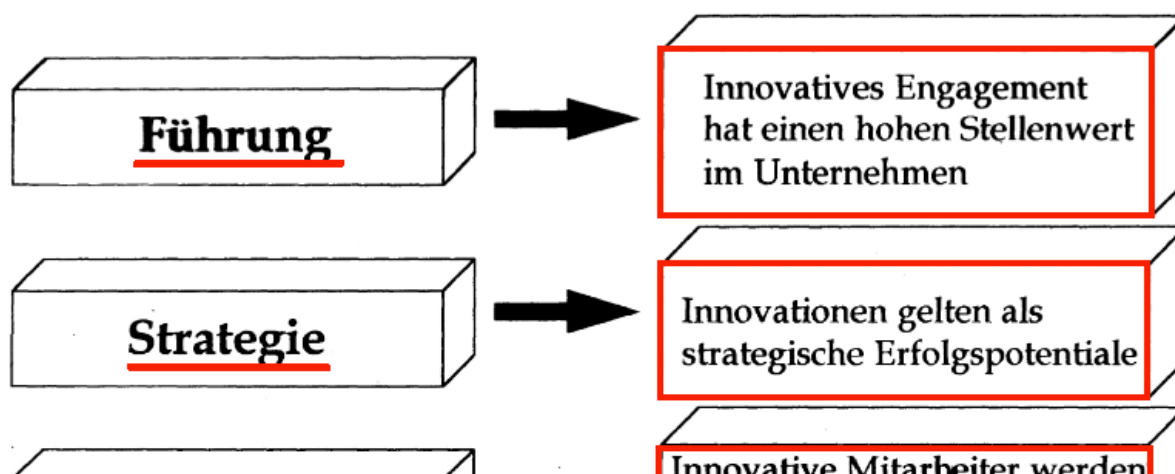 Führung
Innovatives Engagement
hat einen hohen Stellenwert
im Unternehmen
Strategie
Innovationen gelten als
strategische Erfolgspotentiale
Innovative Mitarbeiter werden